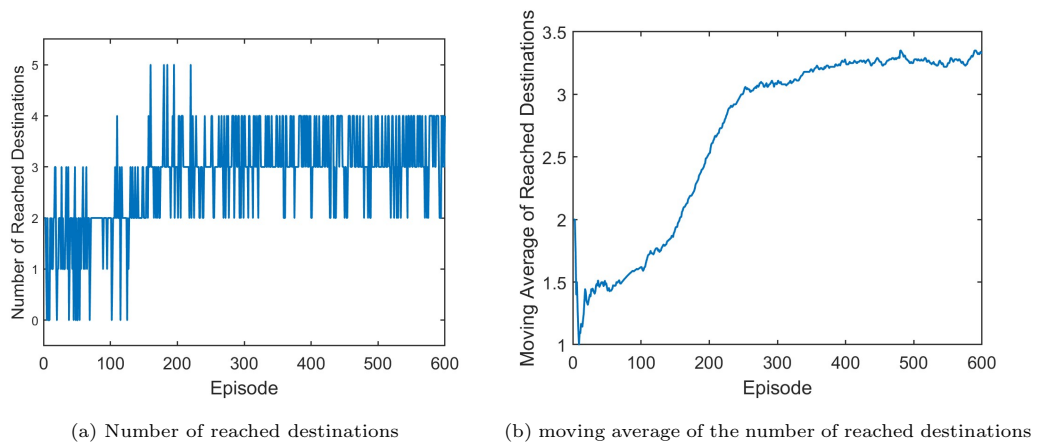 Number of Reached Destinations
5
4
3
2
1
0
0 100 200 300 400 500 600
Episode
(a) Number of reached destinations
Moving Average of Reached Destinations
3.5
3
2.5
2
1.5
1
0 100 200 300 400 500 600
Episode
(b) moving average of the number of reached destinations